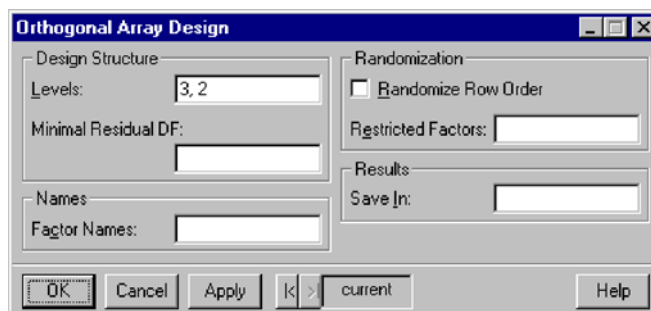 Orthogonal Array Design
Design Structure
Levels: 3, 2
Minimal Residual DF:
Names
Factor Names:
Randomization
Randomize Row Order
Restricted Factors:
Results
Save In:
OK Cancel Apply current Help